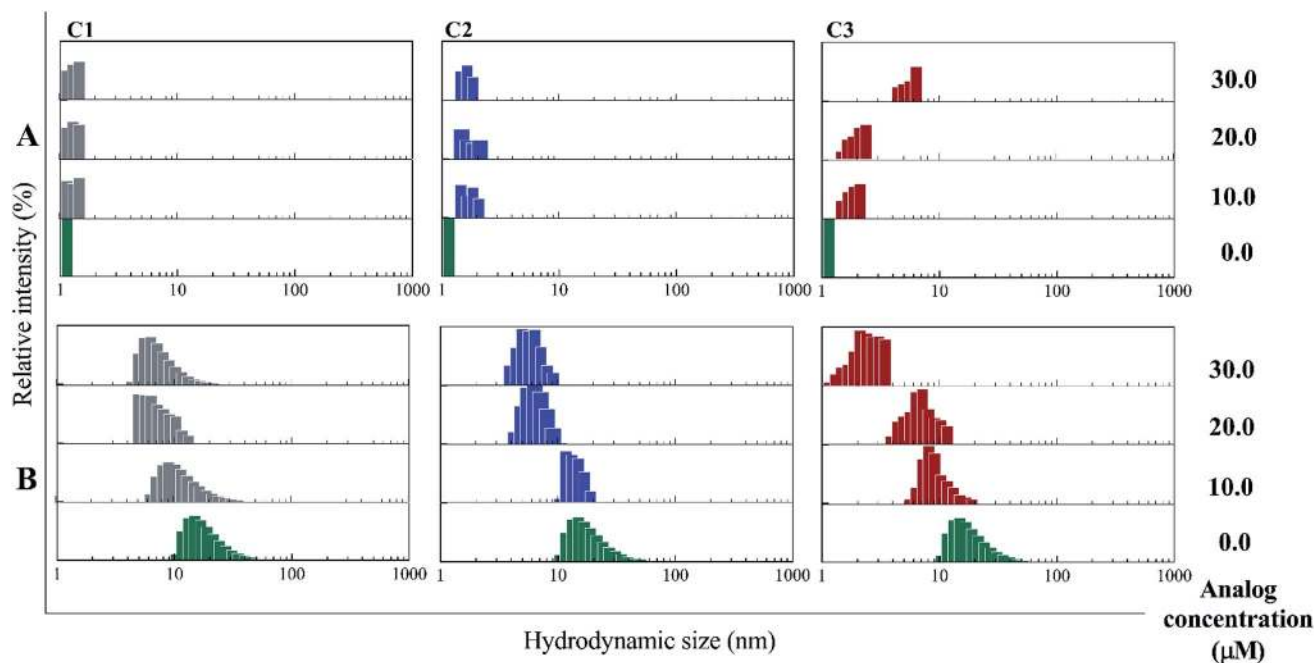 C1 C2 C3
30.0
A
20.0
10.0
0.0
1 10 100 1000 1 10 100 1000 1 10 100 1000
Relative intensity (%)
30.0
20.0
B
10.0
0.0
1 10 100 1000 1 10 100 1000 1 10 100 1000
Hydrodynamic size (nm)
Analog
concentration
(μM)